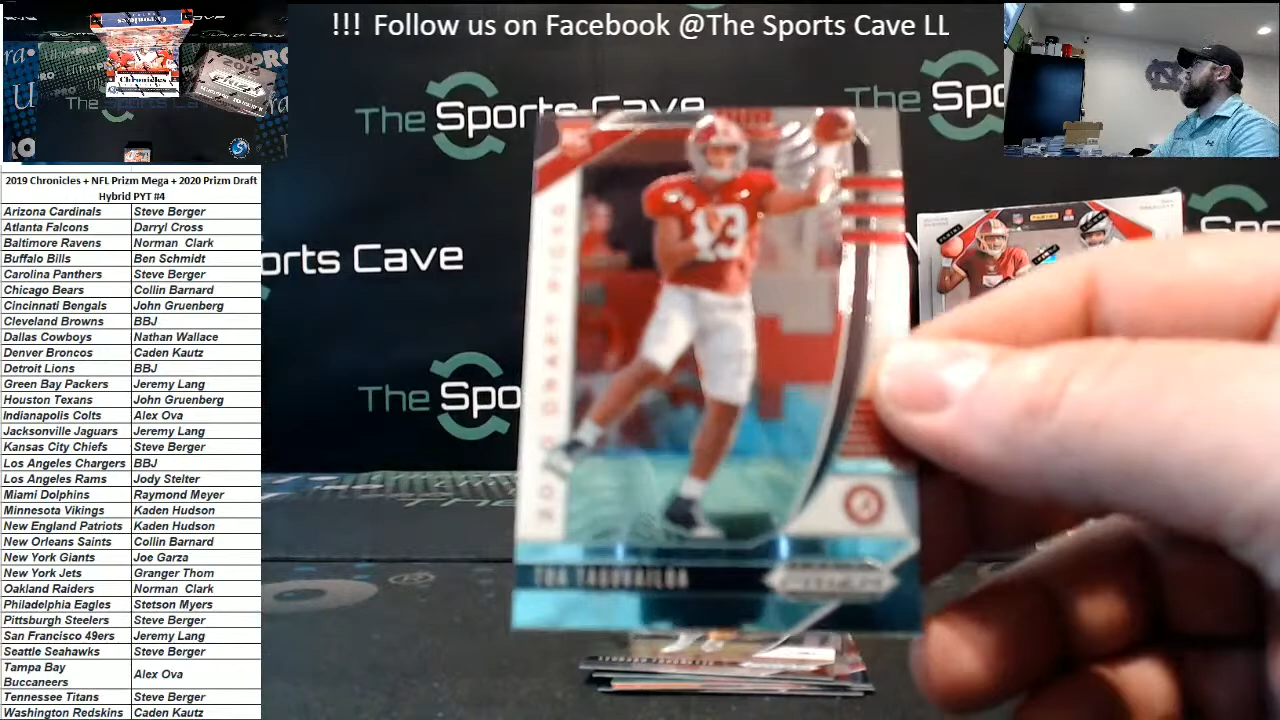 !!! Follow us on Facebook @The Sports Cave LL
Chronicles
The Sports Cave
The Spo
orts Cave
The Spo
2019 Chronicles + NFL Prizm Mega + 2020 Prizm Draft
Hybrid PYT #4
Arizona Cardinals Steve Berger
Atlanta Falcons Darryl Cross
Baltimore Ravens Norman Clark
Buffalo Bills Ben Schmidt
Carolina Panthers Steve Berger
Chicago Bears Collin Barnard
Cincinnati Bengals John Gruenberg
Cleveland Browns BBJ
Dallas Cowboys Nathan Wallace
Denver Broncos Caden Kautz
Detroit Lions BBJ
Green Bay Packers Jeremy Lang
Houston Texans John Gruenberg
Indianapolis Colts Alex Ova
Jacksonville Jaguars Jeremy Lang
Kansas City Chiefs Steve Berger
Los Angeles Chargers BBJ
Los Angeles Rams Jody Stelter
Miami Dolphins Raymond Meyer
Minnesota Vikings Kaden Hudson
New England Patriots Kaden Hudson
New Orleans Saints Collin Barnard
New York Giants Joe Garza
New York Jets Granger Thom
Oakland Raiders Norman Clark
Philadelphia Eagles Stetson Myers
Pittsburgh Steelers Steve Berger
San Francisco 49ers Jeremy Lang
Seattle Seahawks Steve Berger
Tampa Bay
Buccaneers Alex Ova
Tennessee Titans Steve Berger
Washington Redskins Caden Kautz
13
TUA TAGOVAILOA